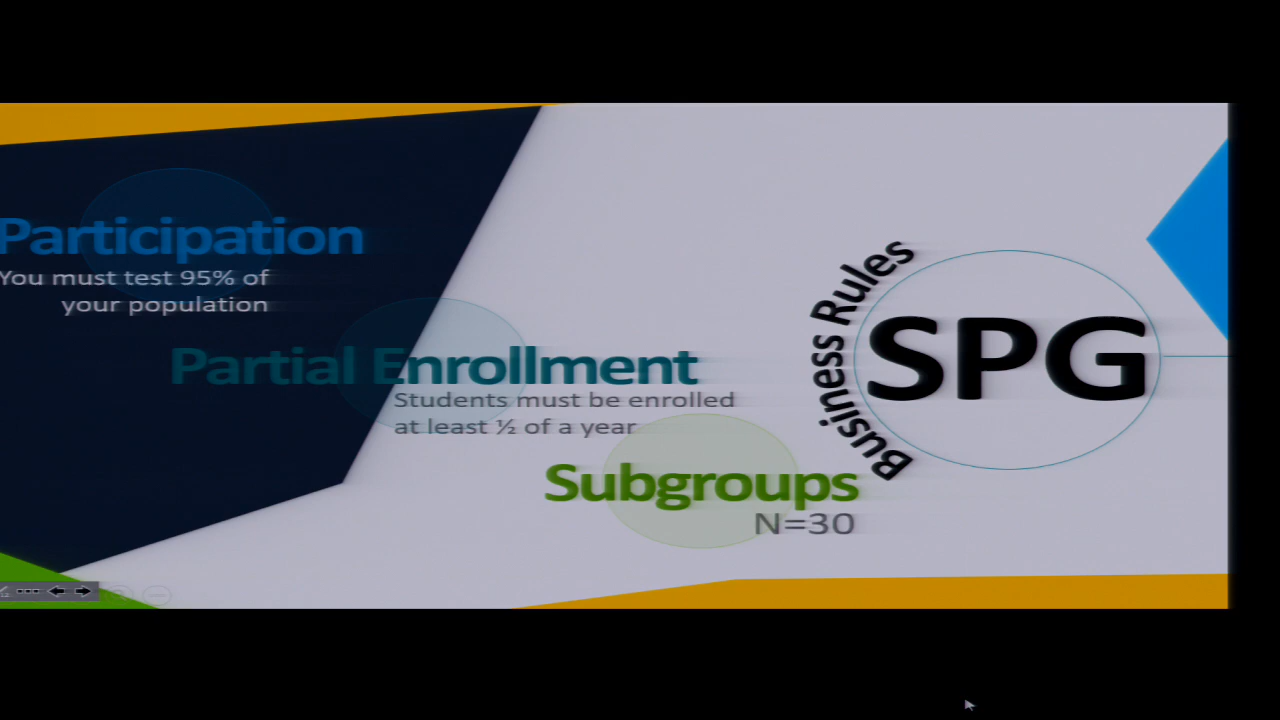 Participation
You must test 95% of
your population
Partial Enrollment
Students must be enrolled
at least ½ of a year
Subgroups
N=30
Business Rules
SPG